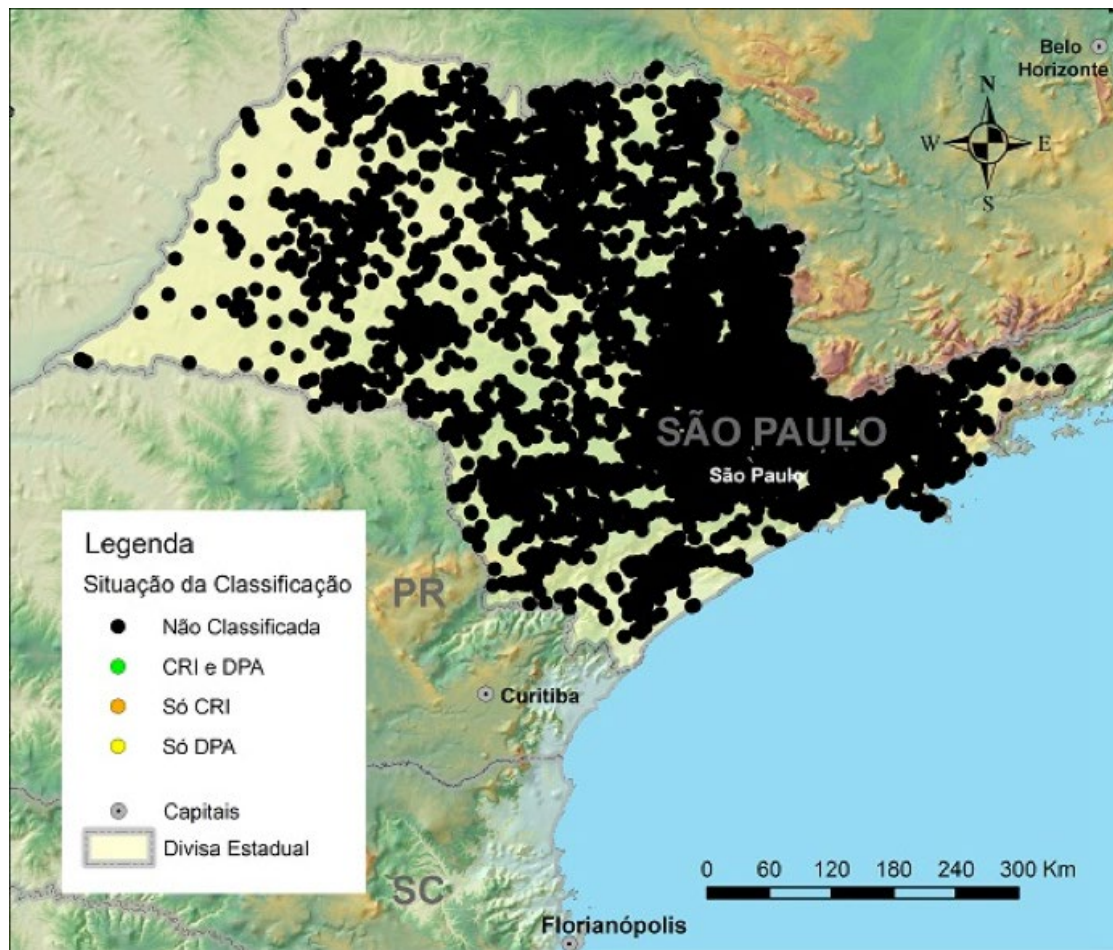 Belo
Horizonte
N
W
E
S
SÃO PAULO
São Paulo
Legenda
Situação da Classificação
Não Classificada
CRI e DPA
Só CRI
Só DPA
Capitais
Divisa Estadual
PR
Curitiba
SC
0 60 120 180 240 300 Km
Florianópolis